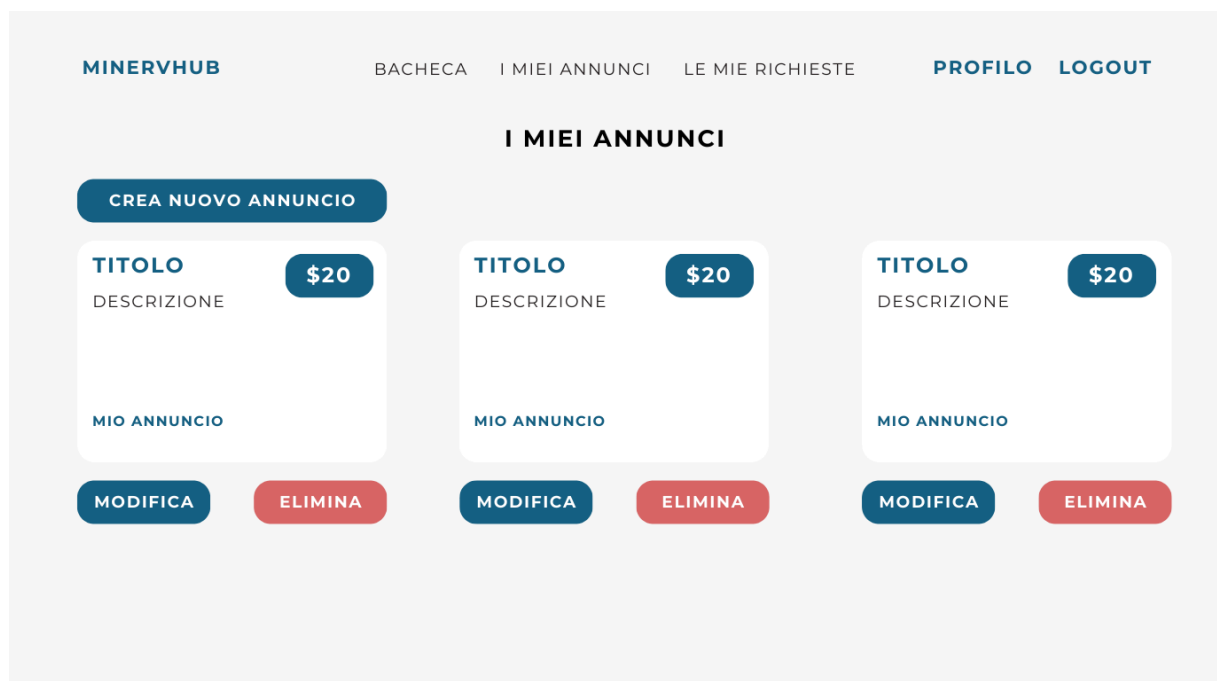 MINERVHUB BACHECA I MIEI ANNUNCI LE MIE RICHIESTE PROFILO LOGOUT
I MIEI ANNUNCI
CREA NUOVO ANNUNCIO
TITOLO $20
DESCRIZIONE
MIO ANNUNCIO
MODIFICA ELIMINA
TITOLO $20
DESCRIZIONE
MIO ANNUNCIO
MODIFICA ELIMINA
TITOLO $20
DESCRIZIONE
MIO ANNUNCIO
MODIFICA ELIMINA